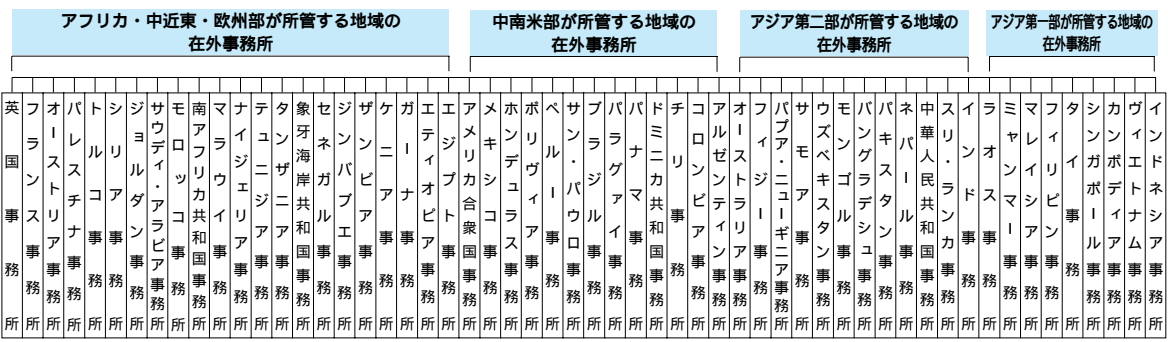 アフリカ・中近東・欧州部が所管する地域の
在外事務所
英国事務所
フランス事務所
オーストリア事務所
パレスチナ事務所
トルコ事務所
シリア事務所
ジョルダン事務所
サウディ・アラビア事務所
モロッコ事務所
南アフリカ共和国事務所
マラウイ事務所
ナイジェリア事務所
テュニジア事務所
タンザニア事務所
象牙海岸共和国事務所
セネガル事務所
ジンバブエ事務所
ザンビア事務所
ケニア事務所
ガーナ事務所
エティオピア事務所
エジプト事務所
中南米部が所管する地域の
在外事務所
アメリカ合衆国事務所
メキシコ事務所
ホンデュラス事務所
ボリヴィア事務所
ペルー事務所
サン・パウロ事務所
ブラジル事務所
パラグァイ事務所
パナマ事務所
ドミニカ共和国事務所
チリ事務所
コロンビア事務所
アルゼンティン事務所
アジア第二部が所管する地域の
在外事務所
オーストラリア事務所
フィジー事務所
パプア・ニューギニア事務所
サモア事務所
ウズベキスタン事務所
モンゴル事務所
バングラデシュ事務所
パキスタン事務所
ネパール事務所
中華人民共和国事務所
スリ・ランカ事務所
インド事務所
アジア第一部が所管する地域の
在外事務所
ラオス事務所
ミャンマー事務所
マレイシア事務所
フィリピン事務所
タイ事務所
シンガポール事務所
カンボディア事務所
ヴィエトナム事務所
インドネシア事務所